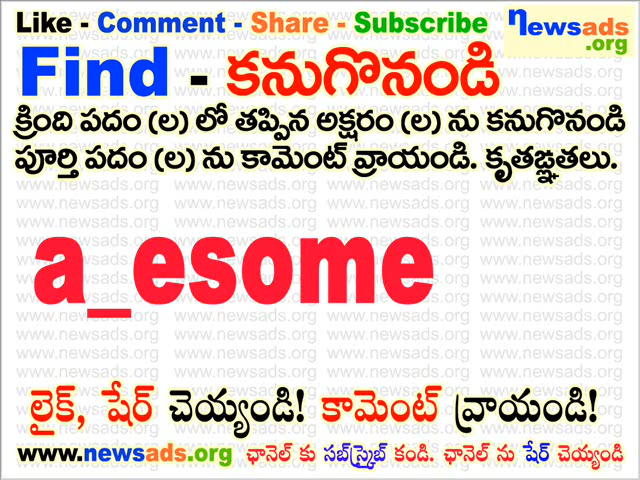 Like - Comment - Share - Subscribe
newsads
.org
Find - కనుగొనండి
క్రింది పదం (ల) లో తప్పిన అక్షరం (ల) ను కనుగొనండి
పూర్తి పదం (ల) ను కామెంట్ వ్రాయండి. కృతఙ్ఞతలు.
a_esome
లైక్, షేర్ చెయ్యండి! కామెంట్ వ్రాయండి!
www.newsads.org ఛానెల్ కు సబ్‌స్క్రైబ్ కండి. ఛానెల్ ను షేర్ చెయ్యండి